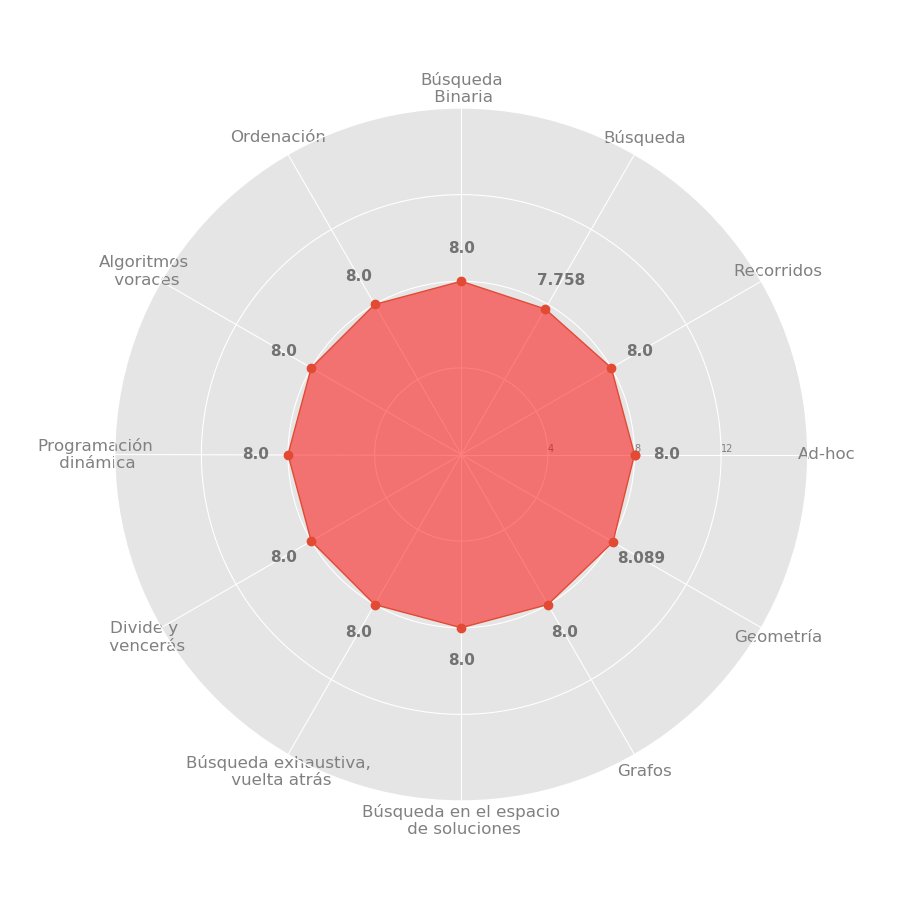 Búsqueda
Binaria
Ordenación
Búsqueda
8.0
Algoritmos
voraces
8.0
7.758
Recorridos
8.0
8.0
Programación
dinámica
8.0
4
8
12
8.0
Ad-hoc
8.0
8.089
Divide y
vencerás
8.0
8.0
Geometría
8.0
Búsqueda exhaustiva,
vuelta atrás
Grafos
Búsqueda en el espacio
de soluciones